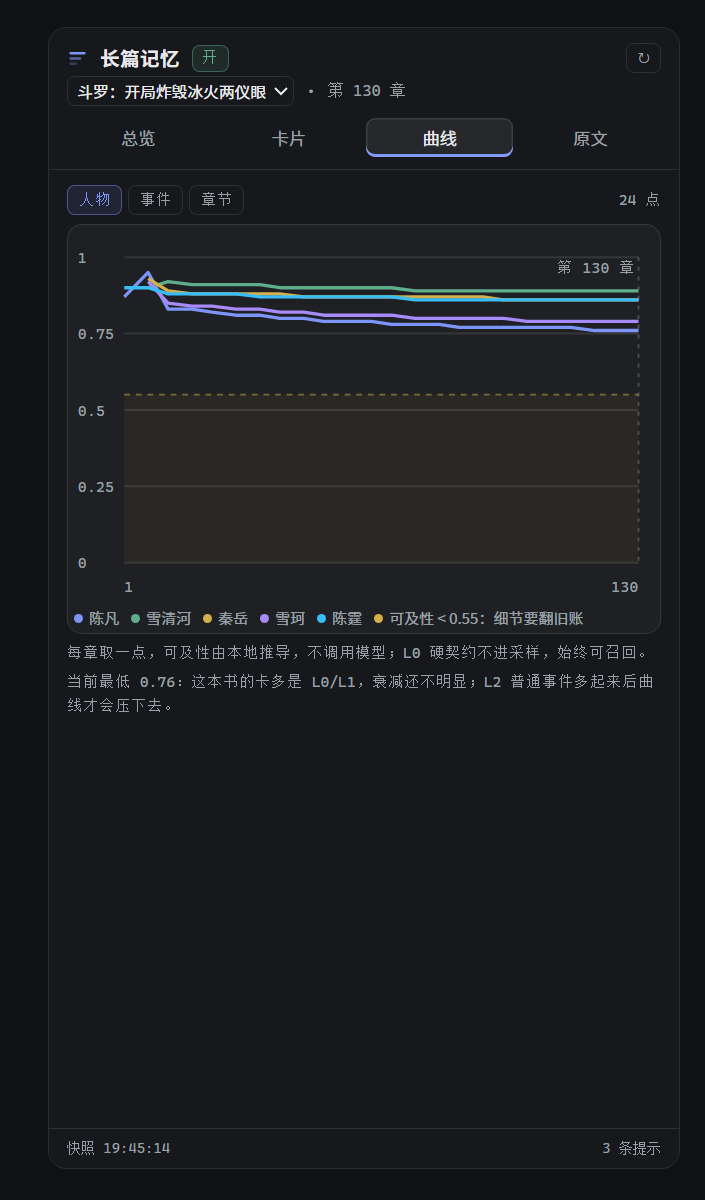 长篇记忆 开 ↻
斗罗：开局炸毁冰火两仪眼 • 第 130 章
总览 卡片 曲线 原文
人物 事件 章节 24 点
1
第 130 章
0.75
0.5
0.25
0
1 130
陈凡 雪清河 秦岳 雪珂 陈霆 可及性＜0.55：细节要翻旧账
每章取一点，可及性由本地推导，不调用模型；L0 硬契约不进采样，始终可召回。
当前最低 0.76：这本书的卡多是 L0/L1，衰减还不明显；L2 普通事件多起来后曲
线才会压下去。
快照 19:45:14 3 条提示